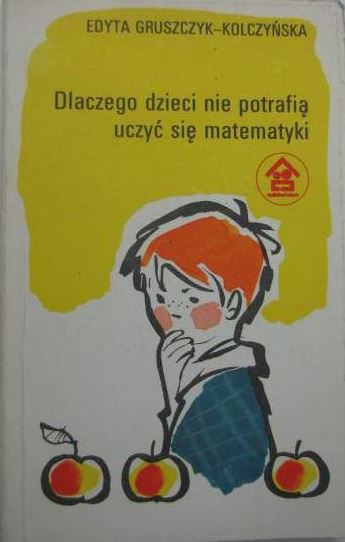 EDYTA GRUSZCZYK–KOLCZYŃSKA
Dlaczego dzieci nie potrafią
uczyć się matematyki